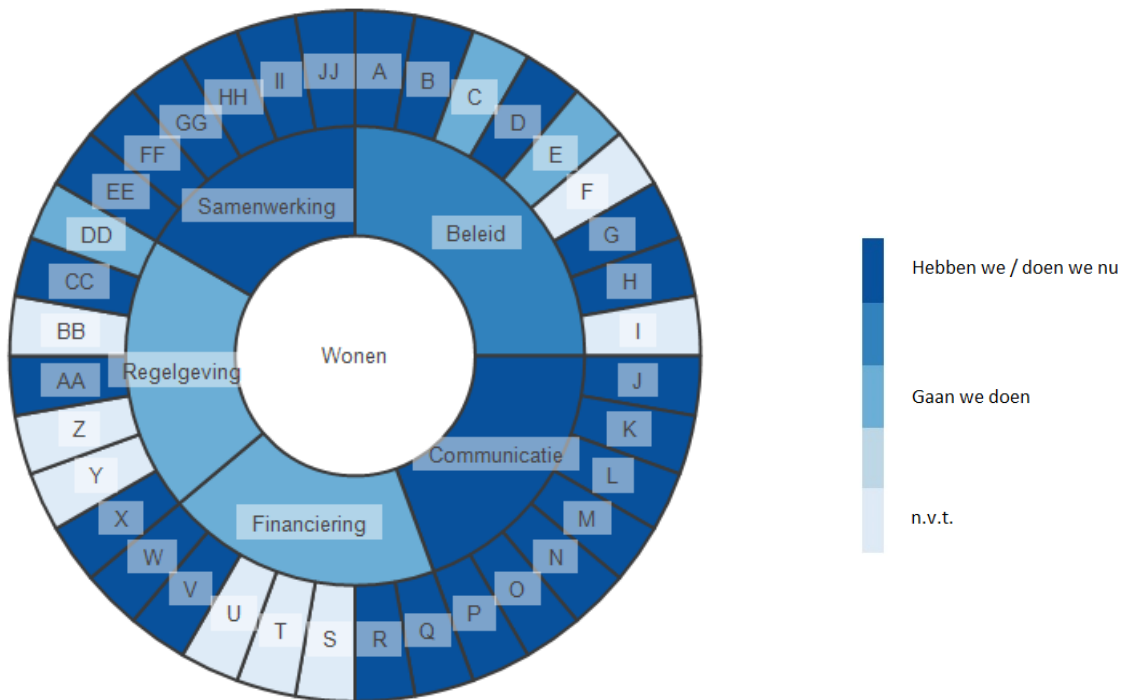 A
B
C
D
E
F
G
H
I
J
K
L
M
N
O
P
Q
R
S
T
U
V
W
X
Y
Z
AA
BB
CC
DD
EE
FF
GG
HH
II
JJ
Samenwerking
Beleid
Regelgeving
Wonen
Communicatie
Financiering
Hebben we / doen we nu
Gaan we doen
n.v.t.